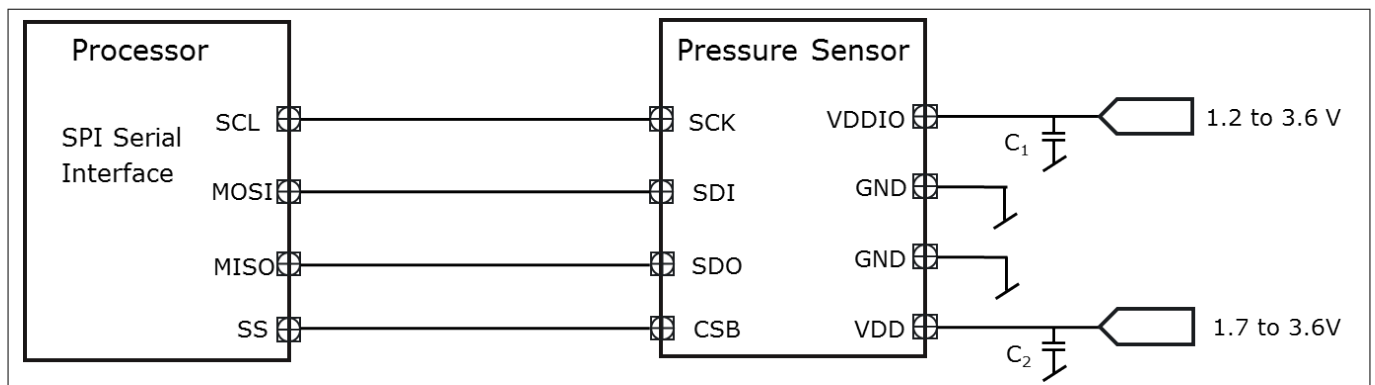 Processor
SPI Serial
Interface
SCL
MOSI
MISO
SS
Pressure Sensor
SCK
SDI
SDO
CSB
VDDIO
GND
GND
VDD
C₁
C₂
1.2 to 3.6 V
1.7 to 3.6V